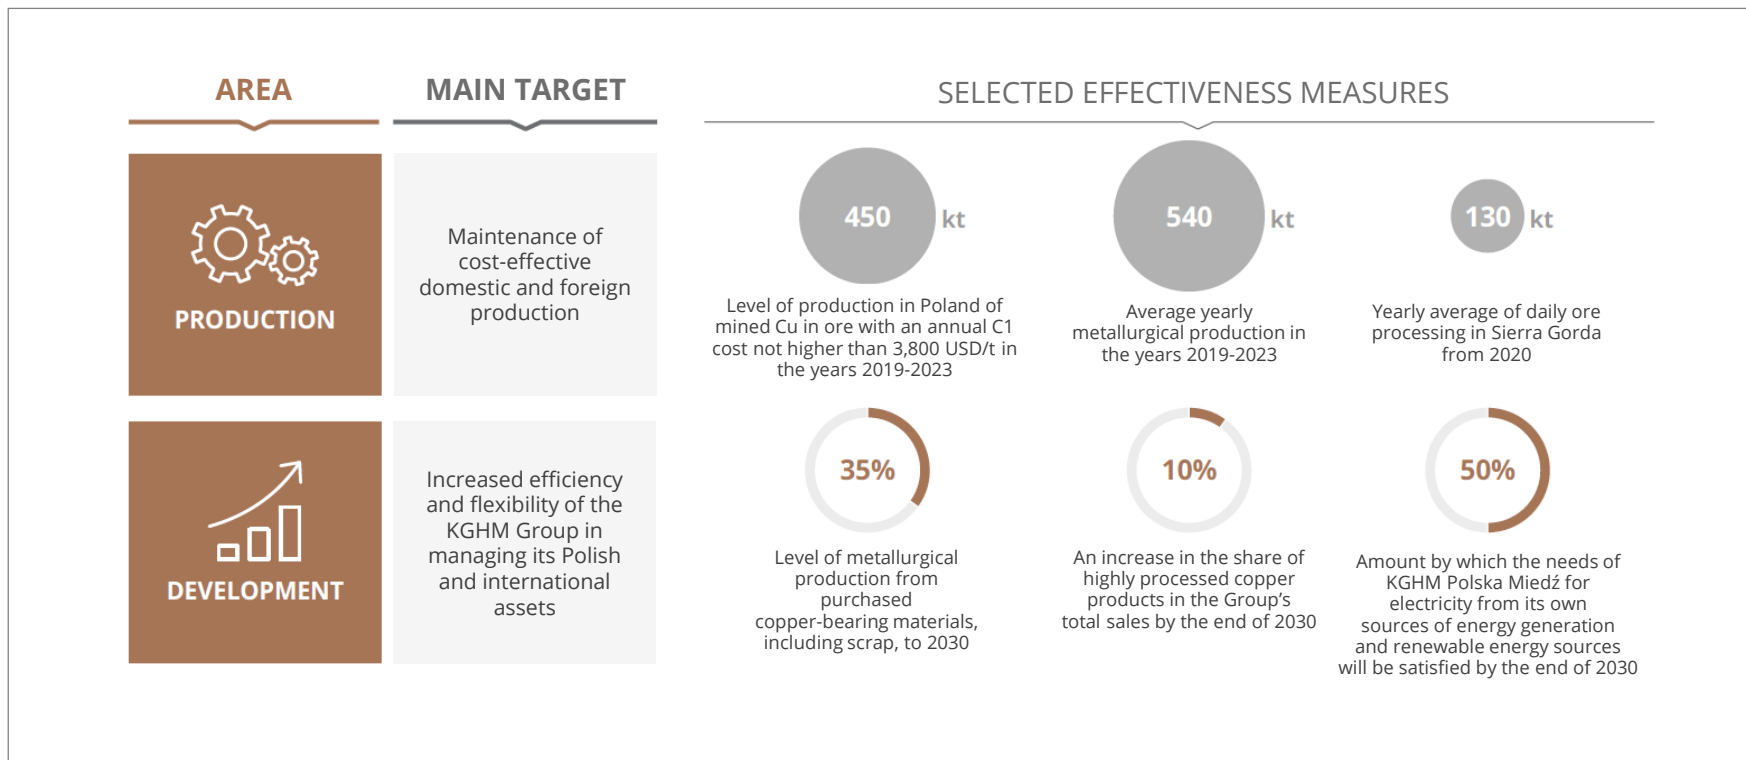 AREA
MAIN TARGET
SELECTED EFFECTIVENESS MEASURES
PRODUCTION
Maintenance of
cost-effective
domestic and foreign
production
450 kt
Level of production in Poland of
mined Cu in ore with an annual C1
cost not higher than 3,800 USD/t in
the years 2019-2023
540 kt
Average yearly
metallurgical production in
the years 2019-2023
130 kt
Yearly average of daily ore
processing in Sierra Gorda
from 2020
DEVELOPMENT
Increased efficiency
and flexibility of the
KGHM Group in
managing its Polish
and international
assets
35%
Level of metallurgical
production from
purchased
copper-bearing materials,
including scrap, to 2030
10%
An increase in the share of
highly processed copper
products in the Group’s
total sales by the end of 2030
50%
Amount by which the needs of
KGHM Polska Miedź for
electricity from its own
sources of energy generation
and renewable energy sources
will be satisfied by the end of 2030